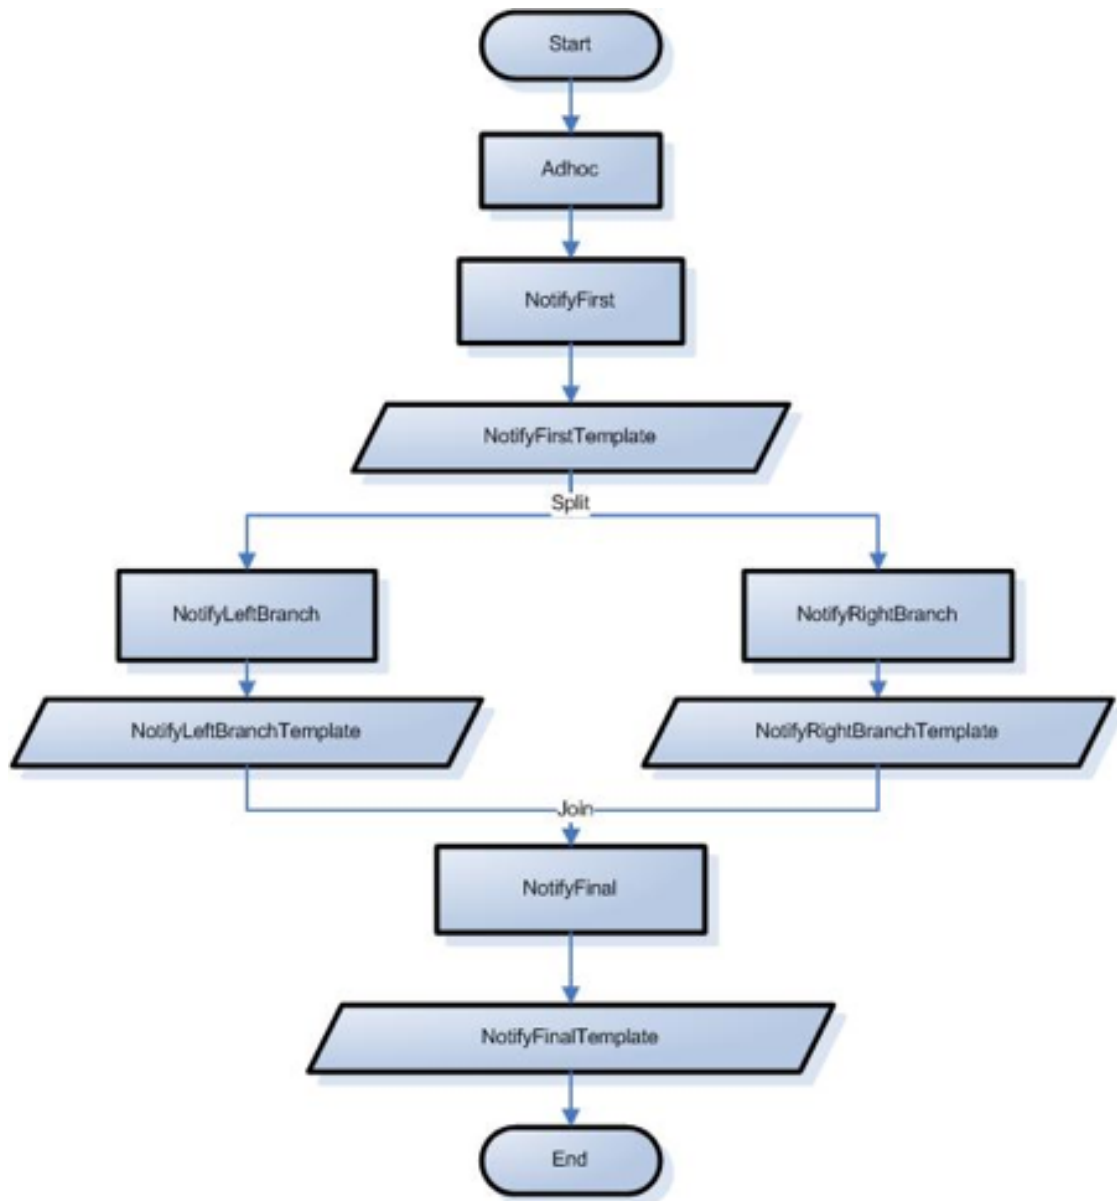 Start
Adhoc
NotifyFirst
NotifyFirstTemplate
Split
NotifyLeftBranch
NotifyRightBranch
NotifyLeftBranchTemplate
NotifyRightBranchTemplate
Join
NotifyFinal
NotifyFinalTemplate
End